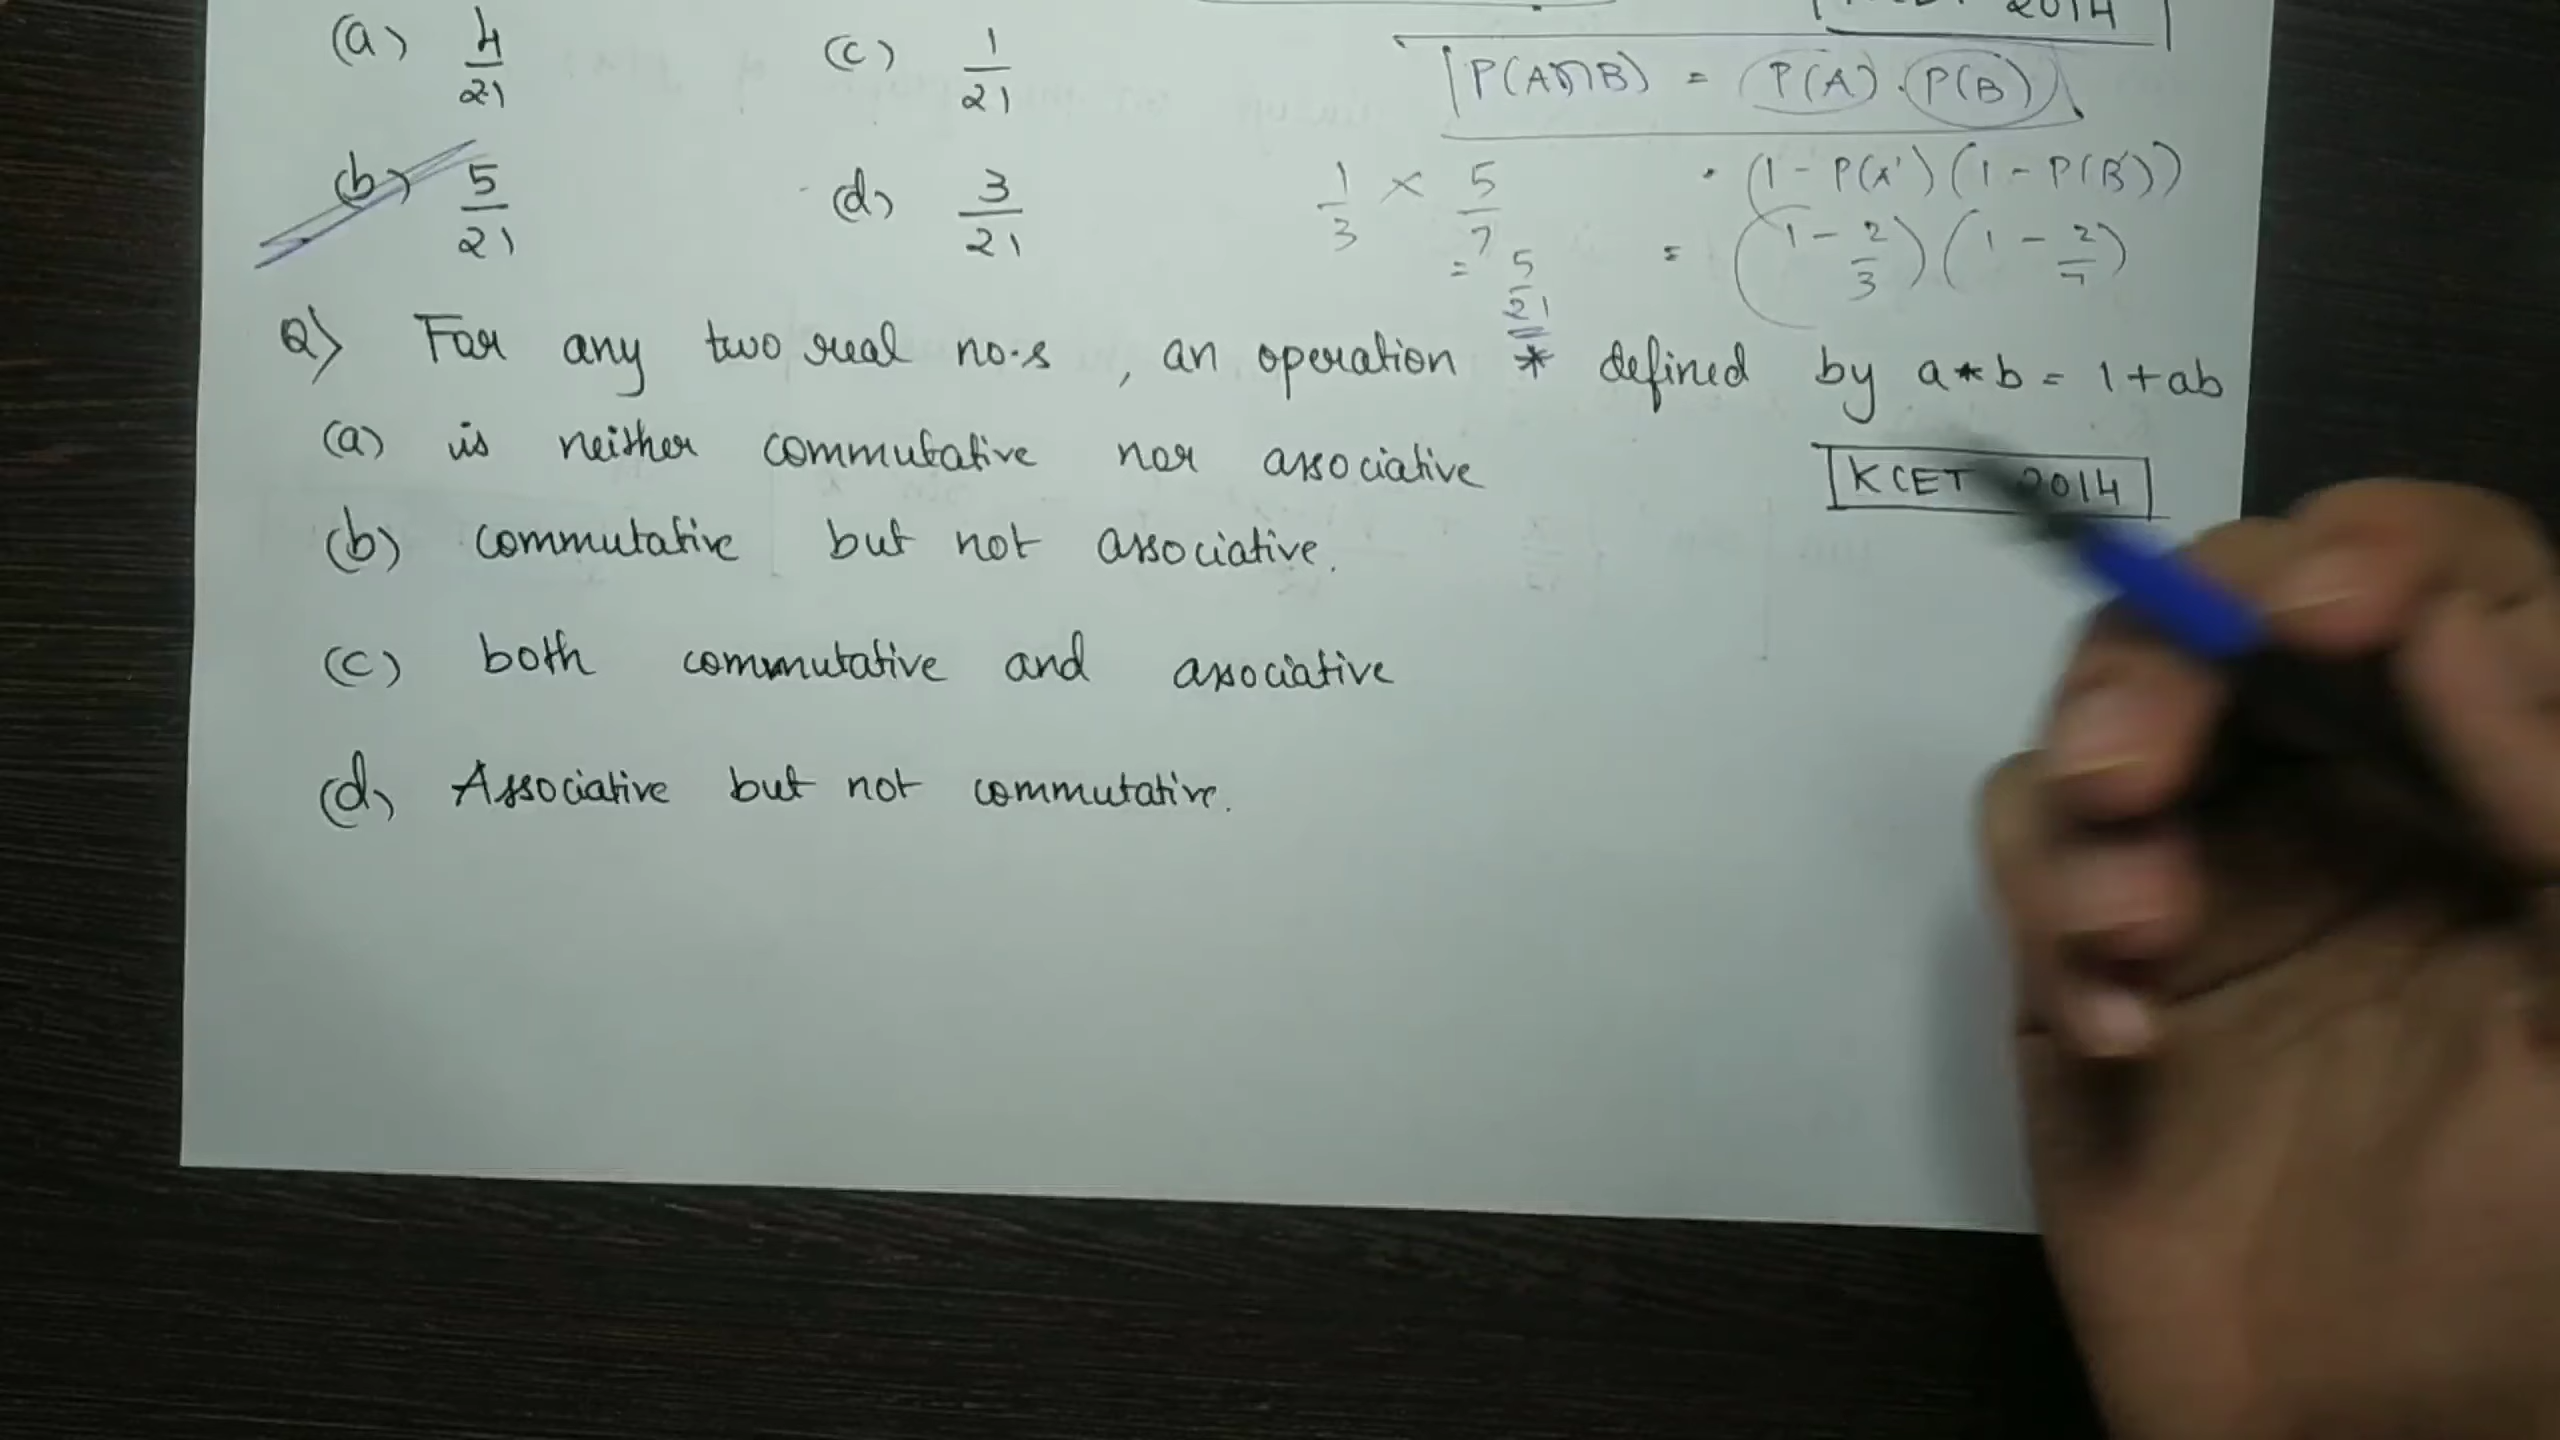 2014
(a) 4/21 (c) 1/21
P(A∩B) = P(A) . P(B)
(b) 5/21 (d) 3/21
1/3 × 5/7
= 5/21
(1 - P(A')) (1 - P(B'))
= (1 - 2/3) (1 - 2/7)
Q) For any two real no.s , an operation * defined by a * b = 1 + ab
(a) is neither commutative nor associative
KCET 2014
(b) commutative but not associative.
(c) both commutative and associative
(d) Associative but not commutative.